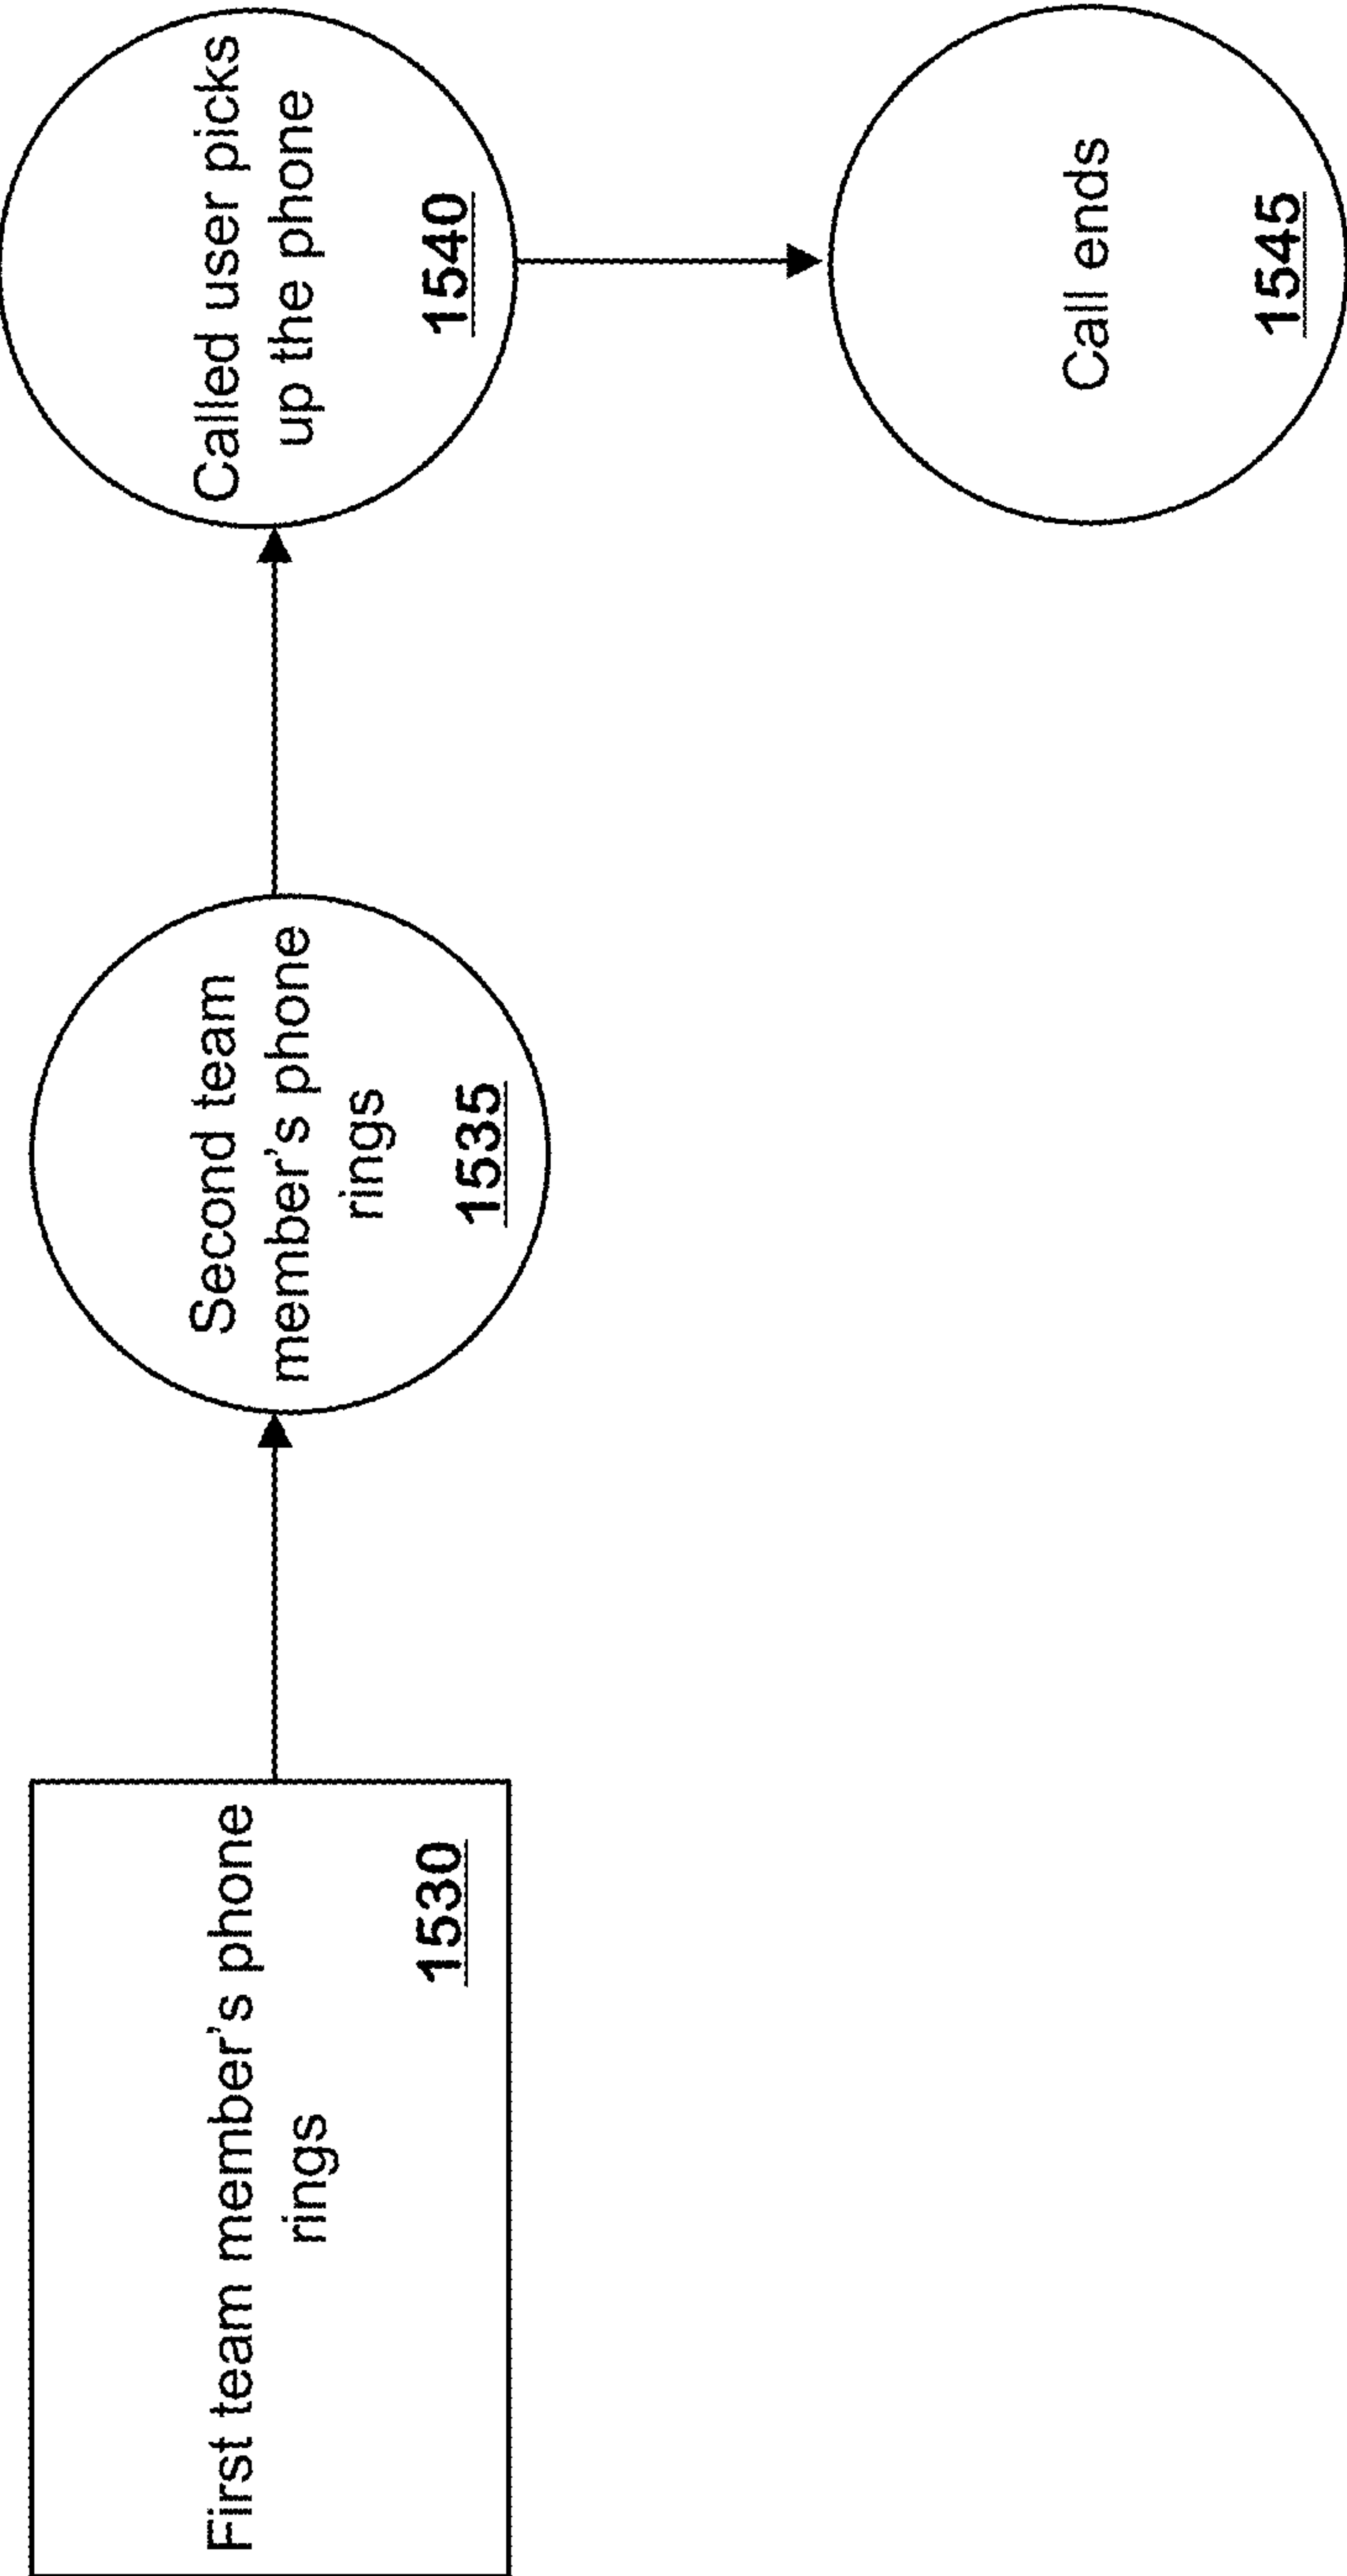 First team member's phone
rings
1530
Second team
member's phone
rings
1535
Called user picks
up the phone
1540
Call ends
1545